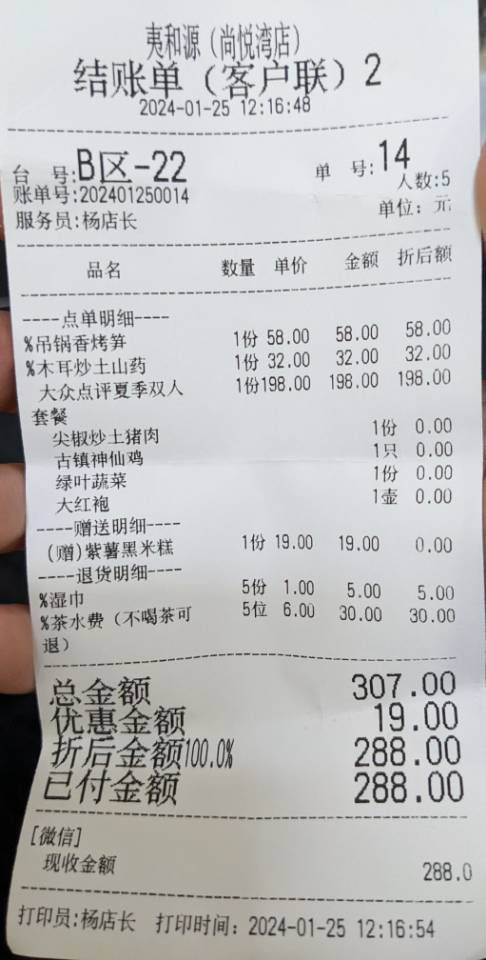 夷和源（尚悦湾店）
结账单（客户联）2
2024-01-25 12:16:48
台 号:B区-22 单 号:14
账单号:202401250014 人数:5
服务员:杨店长 单位: 元
品名 数量 单价 金额 折后额
----点单明细----
%吊锅香烤笋 1份 58.00 58.00 58.00
%木耳炒土山药 1份 32.00 32.00 32.00
大众点评夏季双人 1份198.00 198.00 198.00
套餐
尖椒炒土猪肉 1份 0.00
古镇神仙鸡 1只 0.00
绿叶蔬菜 1份 0.00
大红袍 1壶 0.00
----赠送明细----
(赠)紫薯黑米糕 1份 19.00 19.00 0.00
----退货明细----
%湿巾 5份 1.00 5.00 5.00
%茶水费（不喝茶可 5位 6.00 30.00 30.00
退）
总金额 307.00
优惠金额 19.00
折后金额100.0% 288.00
已付金额 288.00
[微信]
现收金额 288.0
打印员:杨店长 打印时间: 2024-01-25 12:16:54